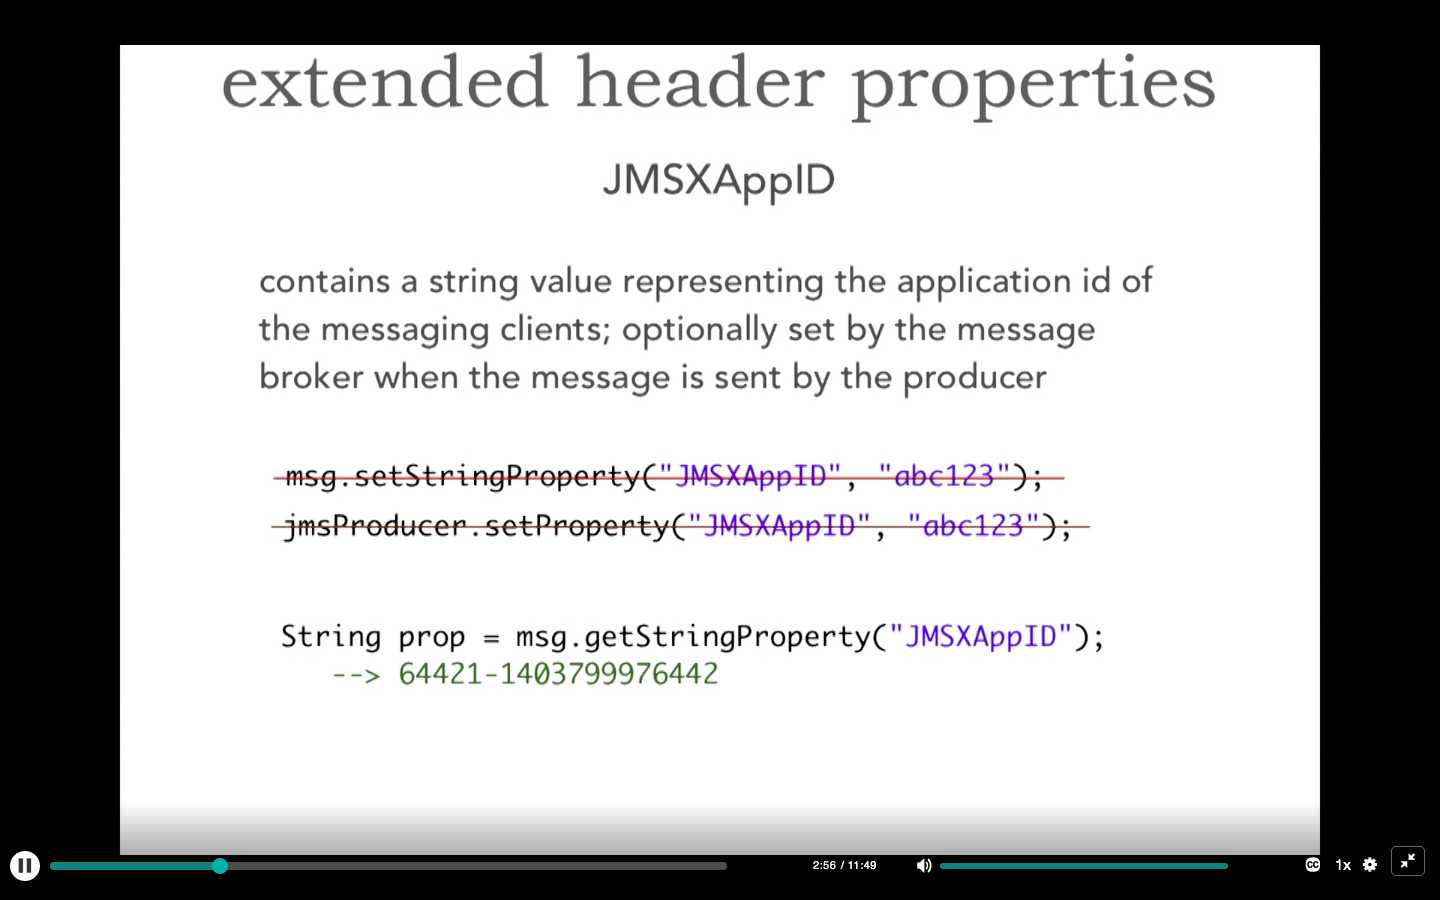 extended header properties
JMSXAppID
contains a string value representing the application id of
the messaging clients; optionally set by the message
broker when the message is sent by the producer
msg.setStringProperty("JMSXAppID", "abc123");
jmsProducer.setProperty("JMSXAppID", "abc123");
String prop = msg.getStringProperty("JMSXAppID");
--> 64421-1403799976442
2:56 / 11:49 CC 1x